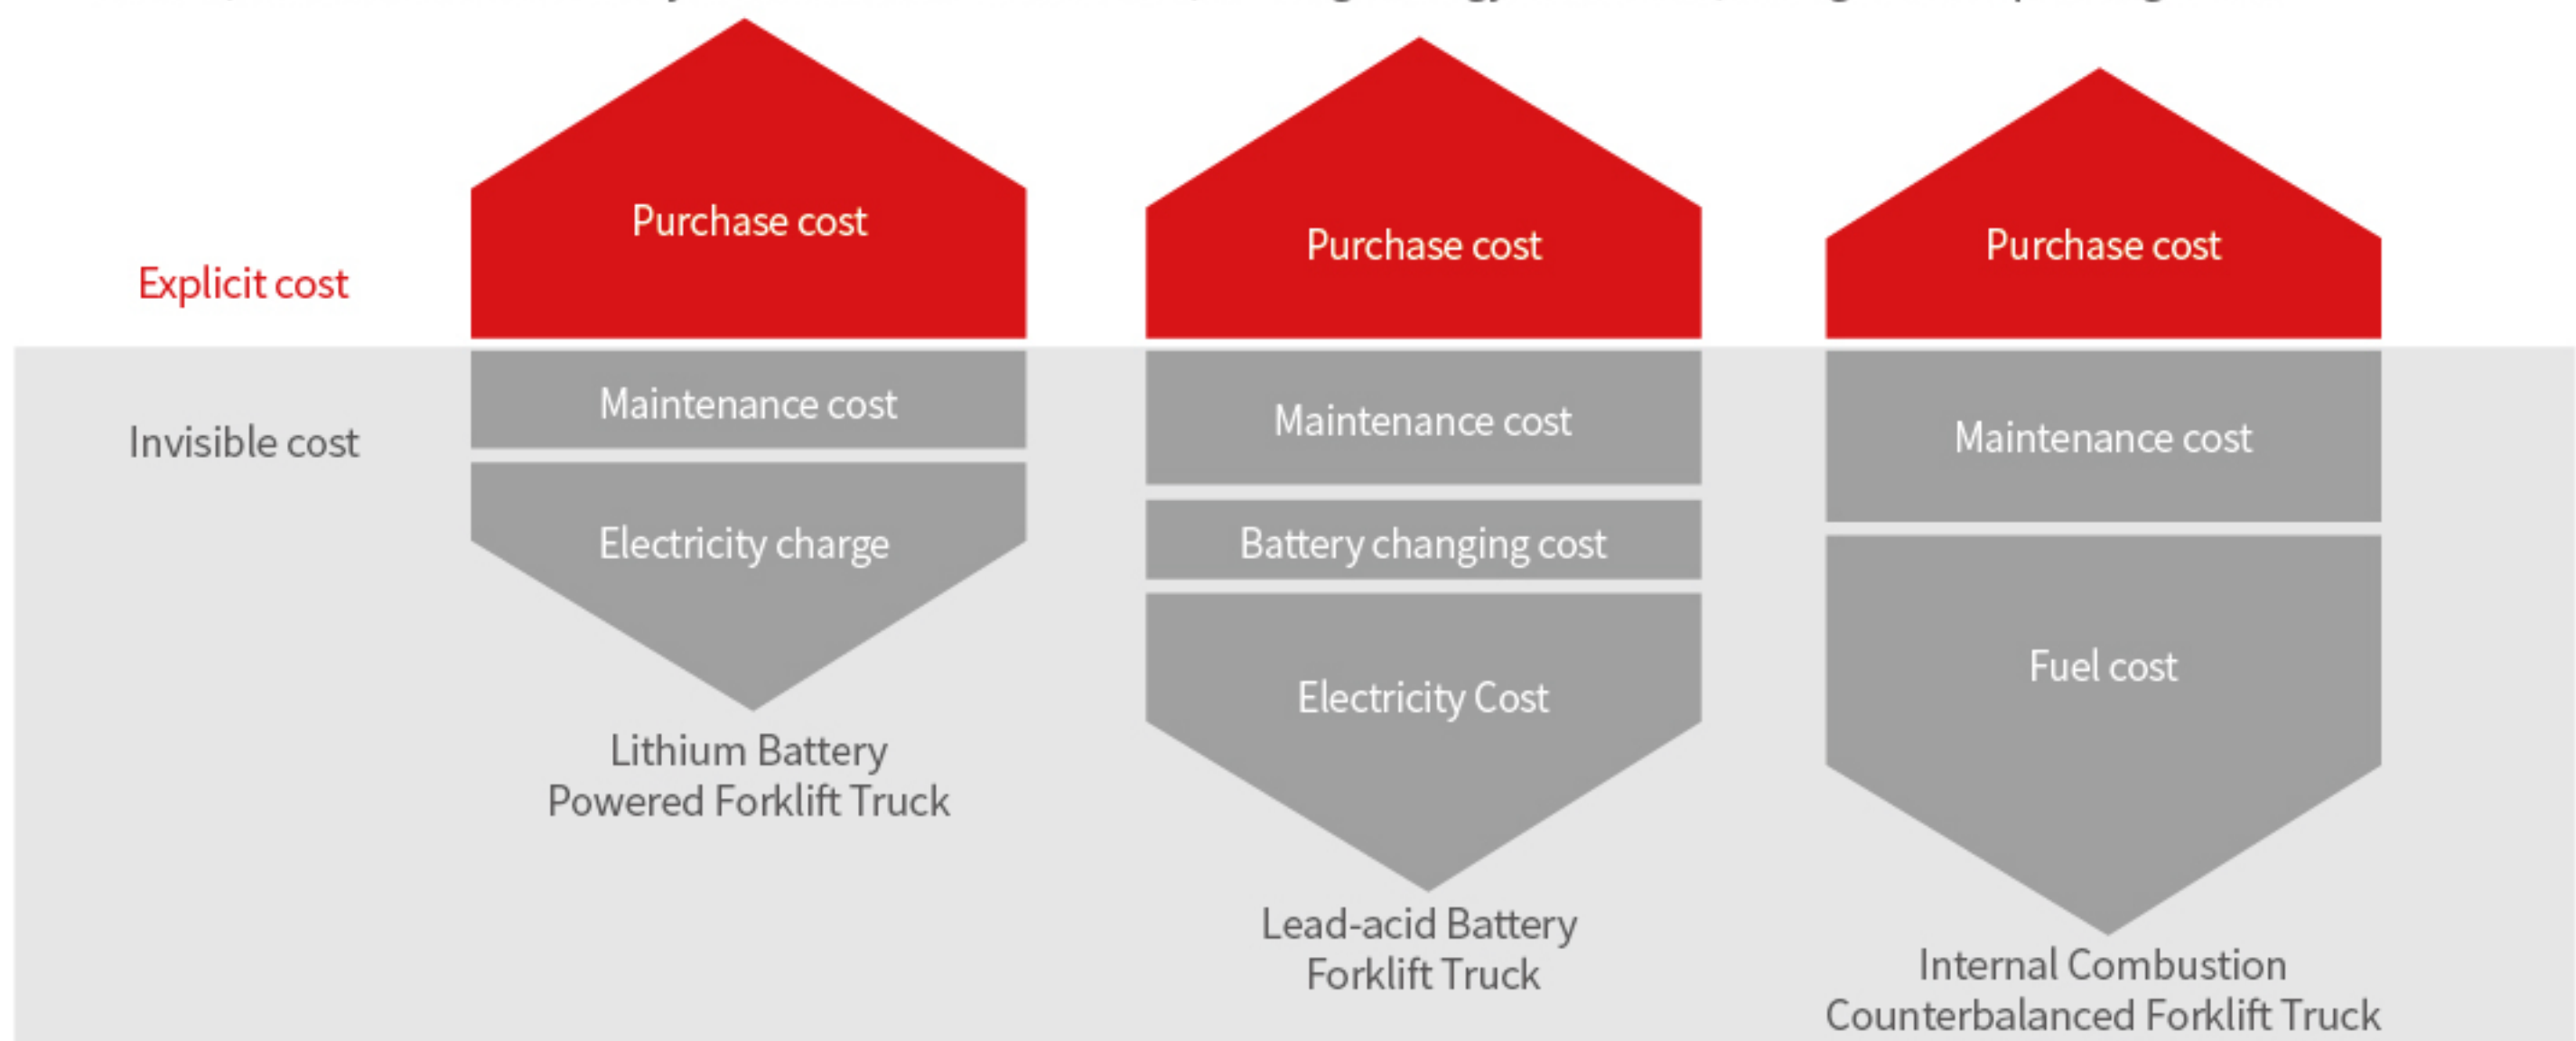 Purchase cost
Purchase cost
Purchase cost
Explicit cost
Maintenance cost
Maintenance cost
Maintenance cost
Invisible cost
Electricity charge
Battery changing cost
Electricity Cost
Fuel cost
Lithium Battery
Powered Forklift Truck
Lead-acid Battery
Forklift Truck
Internal Combustion
Counterbalanced Forklift Truck